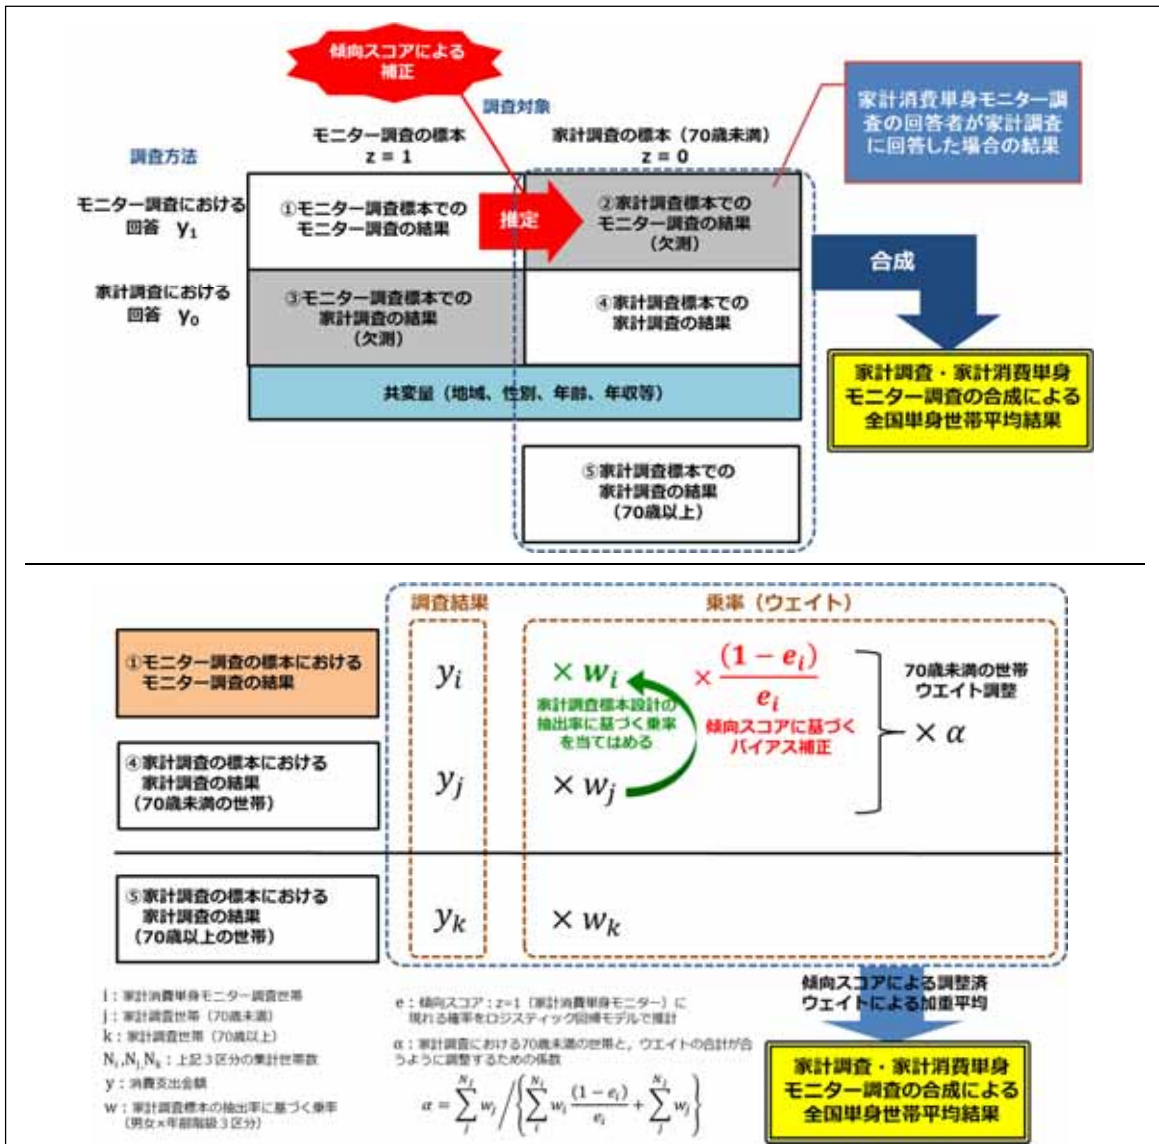 傾向スコアによる
補正
調査対象
家計消費単身モニター調
査の回答者が家計調査
に回答した場合の結果
調査方法
モニター調査の標本
z = 1
家計調査の標本（70歳未満）
z = 0
モニター調査における
回答 y₁
①モニター調査標本での
モニター調査の結果
推定
②家計調査標本での
モニター調査の結果
（欠測）
合成
家計調査における
回答 y₀
③モニター調査標本での
家計調査の結果
（欠測）
④家計調査標本での
家計調査の結果
共変量（地域、性別、年齢、年収等）
家計調査・家計消費単身
モニター調査の合成による
全国単身世帯平均結果
⑤家計調査標本での
家計調査の結果
（70歳以上）
調査結果
乗率（ウェイト）
①モニター調査の標本における
モニター調査の結果
yᵢ
× wᵢ
× (1 − eᵢ) / eᵢ
家計調査標本設計の
抽出率に基づく乗率
を当てはめる
傾向スコアに基づく
バイアス補正
70歳未満の世帯
ウエイト調整
× α
④家計調査の標本における
家計調査の結果
（70歳未満の世帯）
yⱼ
× wⱼ
⑤家計調査の標本における
家計調査の結果
（70歳以上の世帯）
yₖ
× wₖ
傾向スコアによる調整済
ウェイトによる加重平均
i：家計消費単身モニター調査世帯
j：家計調査世帯（70歳未満）
k：家計調査世帯（70歳以上）
Nᵢ,Nⱼ,Nₖ：上記３区分の集計世帯数
y：消費支出金額
w：家計調査標本の抽出率に基づく乗率
（男女×年齢階級３区分）
e：傾向スコア：z=1（家計消費単身モニター）に
現れる確率をロジスティック回帰モデルで推計
α：家計調査における70歳未満の世帯と，ウエイトの合計が合
うように調整するための係数
α = ∑ⱼ^Nⱼ wⱼ / {∑ᵢ^Nᵢ wᵢ (1 − eᵢ)/eᵢ + ∑ⱼ^Nⱼ wⱼ}
家計調査・家計消費単身
モニター調査の合成による
全国単身世帯平均結果